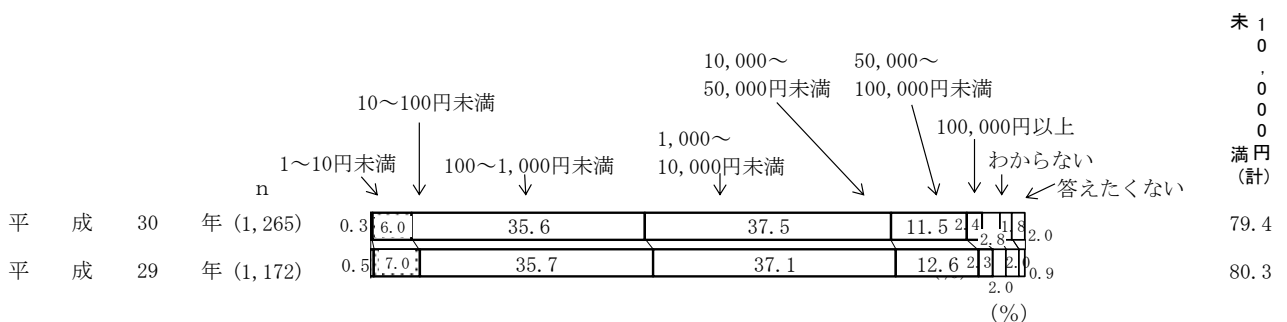 10,000円未満
(計)
10,000～
50,000円未満
50,000～
100,000円未満
10～100円未満
100,000円以上
1,000～
10,000円未満
1～10円未満
100～1,000円未満
わからない
答えたくない
n
平 成 30 年 (1,265) 0.3 6.0 35.6 37.5 11.5 2.4 2.8 1.8 2.0 79.4
平 成 29 年 (1,172) 0.5 7.0 35.7 37.1 12.6 2.3 2.0 2.0 0.9 80.3
(%)